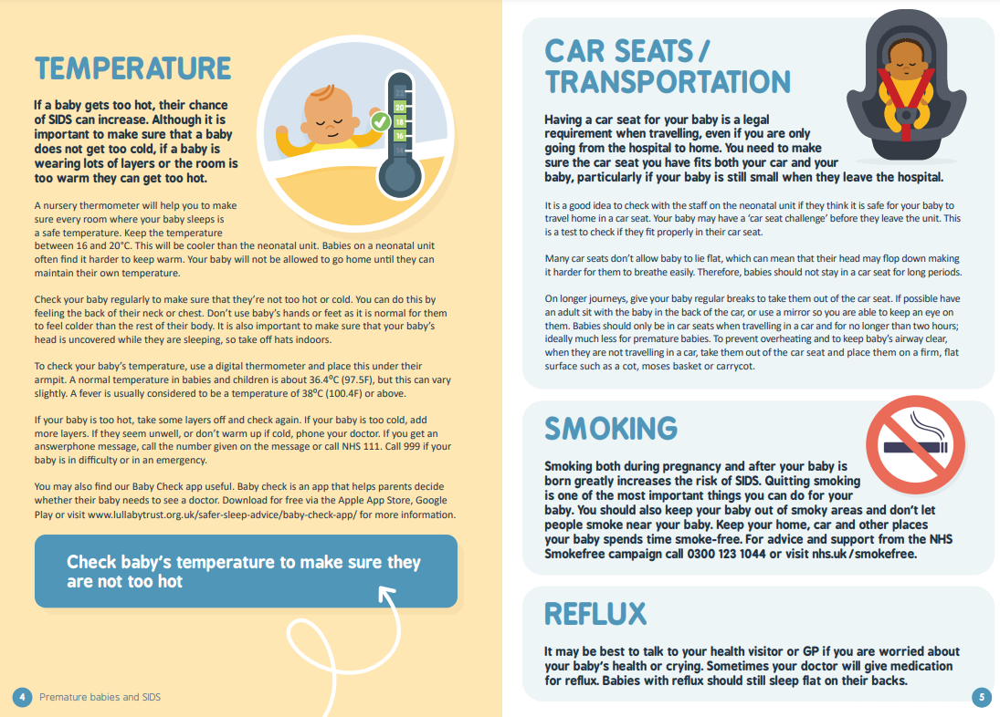 TEMPERATURE
If a baby gets too hot, their chance
of SIDS can increase. Although it is
important to make sure that a baby
does not get too cold, if a baby is
wearing lots of layers or the room is
too warm they can get too hot.
20
18
16
A nursery thermometer will help you to make
sure every room where your baby sleeps is
a safe temperature. Keep the temperature
between 16 and 20°C. This will be cooler than the neonatal unit. Babies on a neonatal unit
often find it harder to keep warm. Your baby will not be allowed to go home until they can
maintain their own temperature.
Check your baby regularly to make sure that they're not too hot or cold. You can do this by
feeling the back of their neck or chest. Don't use baby's hands or feet as it is normal for them
to feel colder than the rest of their body. It is also important to make sure that your baby's
head is uncovered while they are sleeping, so take off hats indoors.
To check your baby's temperature, use a digital thermometer and place this under their
armpit. A normal temperature in babies and children is about 36.4°C (97.5F), but this can vary
slightly. A fever is usually considered to be a temperature of 38°C (100.4F) or above.
If your baby is too hot, take some layers off and check again. If your baby is too cold, add
more layers. If they seem unwell, or don't warm up if cold, phone your doctor. If you get an
answerphone message, call the number given on the message or call NHS 111. Call 999 if your
baby is in difficulty or in an emergency.
You may also find our Baby Check app useful. Baby check is an app that helps parents decide
whether their baby needs to see a doctor. Download for free via the Apple App Store, Google
Play or visit www.lullabytrust.org.uk/safer-sleep-advice/baby-check-app/ for more information.
Check baby's temperature to make sure they
are not too hot
4 Premature babies and SIDS
CAR SEATS/
TRANSPORTATION
Having a car seat for your baby is a legal
requirement when travelling, even if you are only
going from the hospital to home. You need to make
sure the car seat you have fits both your car and your
baby, particularly if your baby is still small when they leave the hospital.
It is a good idea to check with the staff on the neonatal unit if they think it is safe for your baby to
travel home in a car seat. Your baby may have a 'car seat challenge' before they leave the unit. This
is a test to check if they fit properly in their car seat.
Many car seats don't allow baby to lie flat, which can mean that their head may flop down making
it harder for them to breathe easily. Therefore, babies should not stay in a car seat for long periods.
On longer journeys, give your baby regular breaks to take them out of the car seat. If possible have
an adult sit with the baby in the back of the car, or use a mirror so you are able to keep an eye on
them. Babies should only be in car seats when travelling in a car and for no longer than two hours;
ideally much less for premature babies. To prevent overheating and to keep baby's airway clear,
when they are not travelling in a car, take them out of the car seat and place them on a firm, flat
surface such as a cot, moses basket or carrycot.
SMOKING
Smoking both during pregnancy and after your baby is
born greatly increases the risk of SIDS. Quitting smoking
is one of the most important things you can do for your
baby. You should also keep your baby out of smoky areas and don't let
people smoke near your baby. Keep your home, car and other places
your baby spends time smoke-free. For advice and support from the NHS
Smokefree campaign call 0300 123 1044 or visit nhs.uk/smokefree.
REFLUX
It may be best to talk to your health visitor or GP if you are worried about
your baby's health or crying. Sometimes your doctor will give medication
for reflux. Babies with reflux should still sleep flat on their backs.
5